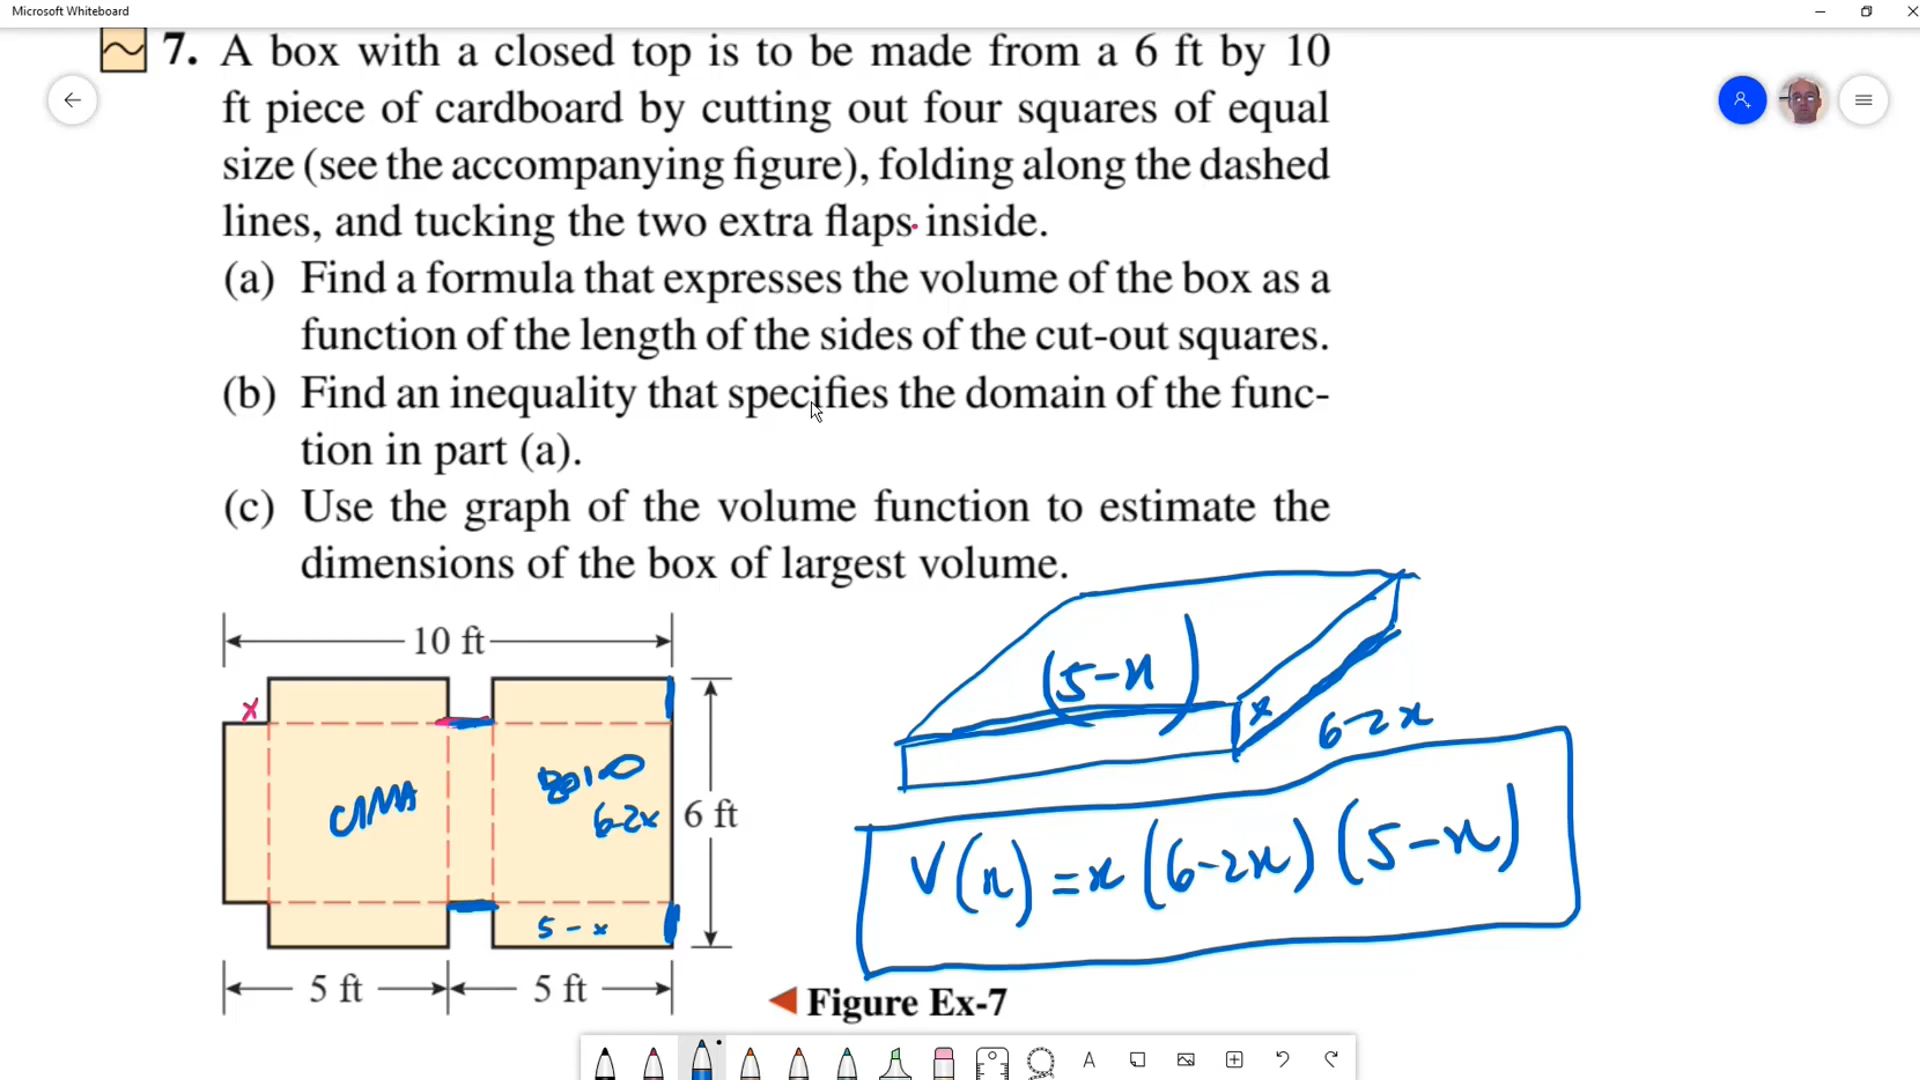 Microsoft Whiteboard
7. A box with a closed top is to be made from a 6 ft by 10
ft piece of cardboard by cutting out four squares of equal
size (see the accompanying figure), folding along the dashed
lines, and tucking the two extra flaps inside.
(a) Find a formula that expresses the volume of the box as a
function of the length of the sides of the cut-out squares.
(b) Find an inequality that specifies the domain of the func-
tion in part (a).
(c) Use the graph of the volume function to estimate the
dimensions of the box of largest volume.
10 ft
x
CIMA
6-2x
6 ft
5-x
5 ft
5 ft
(5-x)
x
6-2x
V(x)=x(6-2x)(5-x)
Figure Ex-7
A